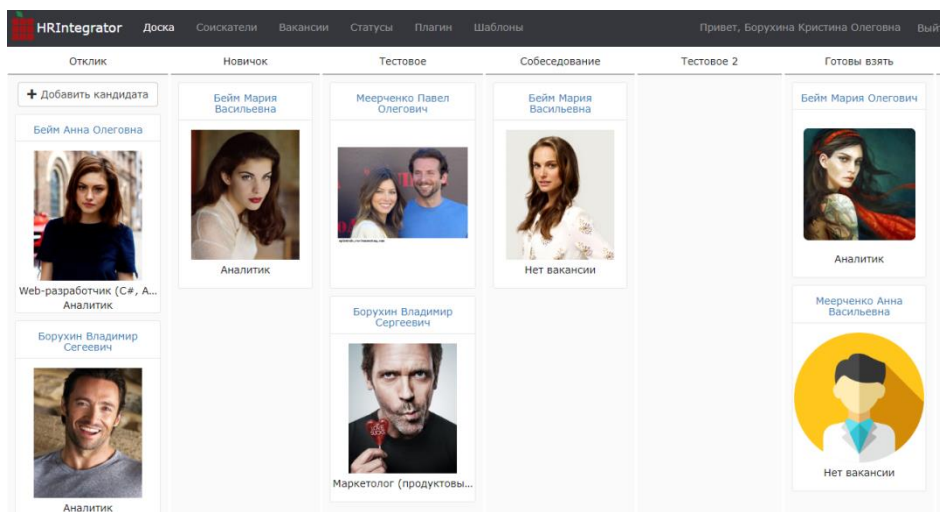 HRIntegrator Доска Соискатели Вакансии Статусы Плагин Шаблоны Привет, Борухина Кристина Олеговна Вый
Отклик Новичок Тестовое Собеседование Тестовое 2 Готовы взять
+ Добавить кандидата
Бейм Анна Олеговна
Web-разработчик (C#, A...
Аналитик
Борухин Владимир
Сегеевич
Аналитик
Бейм Мария
Васильевна
Аналитик
Меерченко Павел
Олегович
Борухин Владимир
Сергеевич
LOVE
SUCKS
Маркетолог (продуктовы...
Бейм Мария
Васильевна
Нет вакансии
Бейм Мария Олегович
Аналитик
Меерченко Анна
Васильевна
Нет вакансии